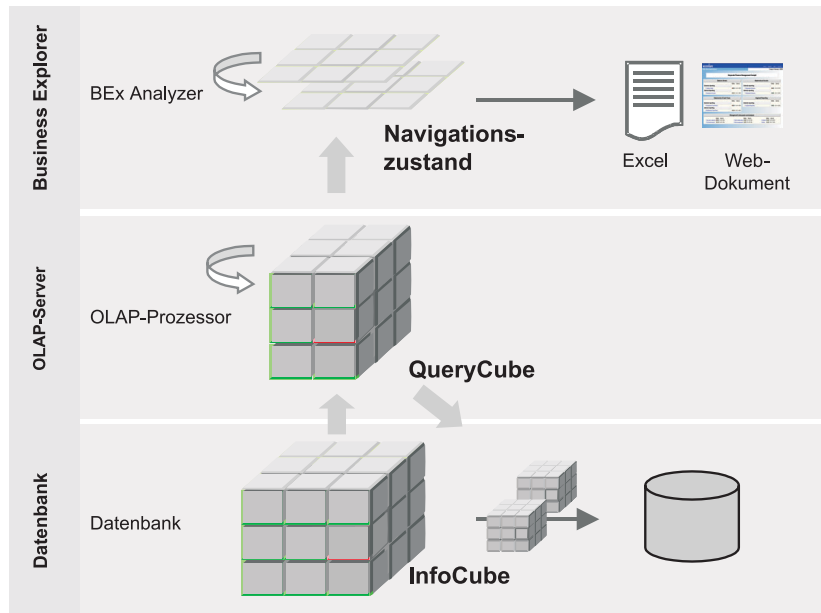 Business Explorer
BEx Analyzer
Navigations-
zustand
Excel
Web-
Dokument
OLAP-Server
OLAP-Prozessor
QueryCube
Datenbank
Datenbank
InfoCube